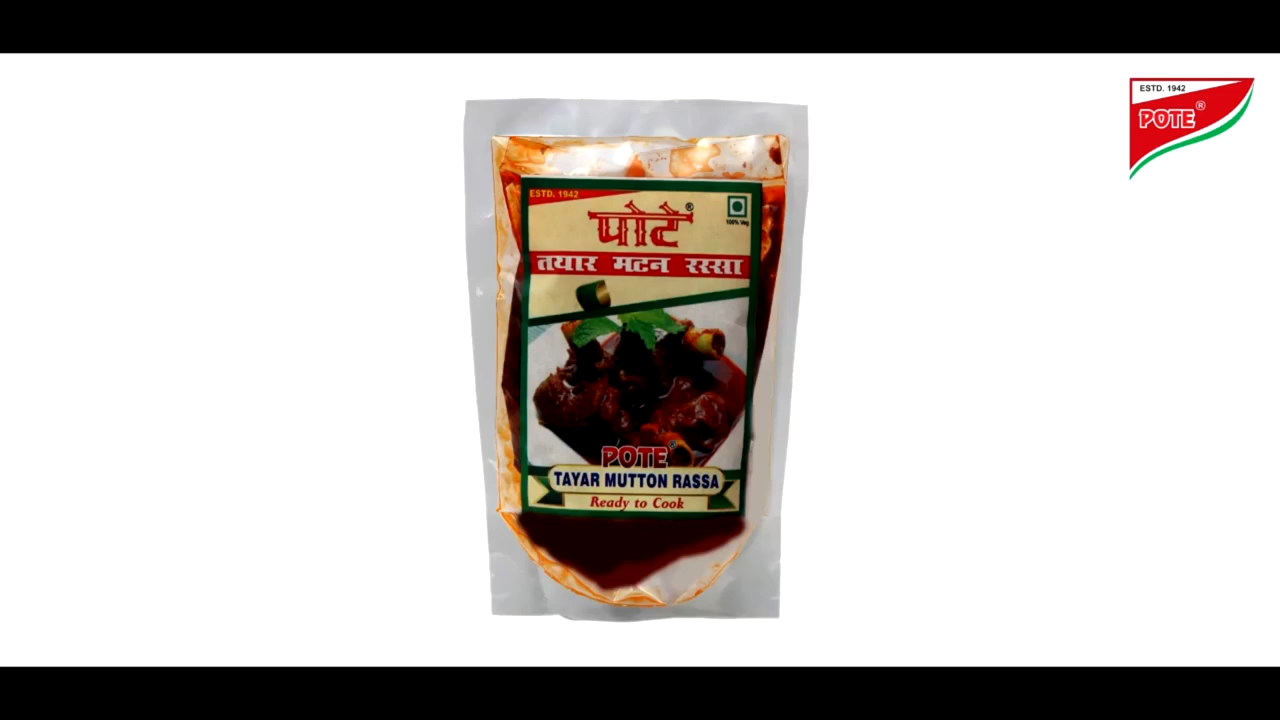 ESTD. 1942
POTE®
ESTD. 1942
पोटे®
100% Veg
तयार मटन रस्सा
POTE®
TAYAR MUTTON RASSA
Ready to Cook